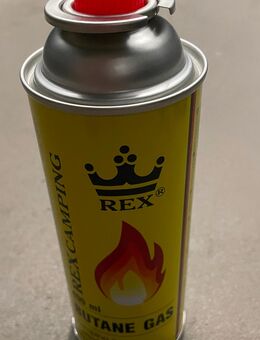 REX®
REX CAMPING
ml
BUTANE GAS